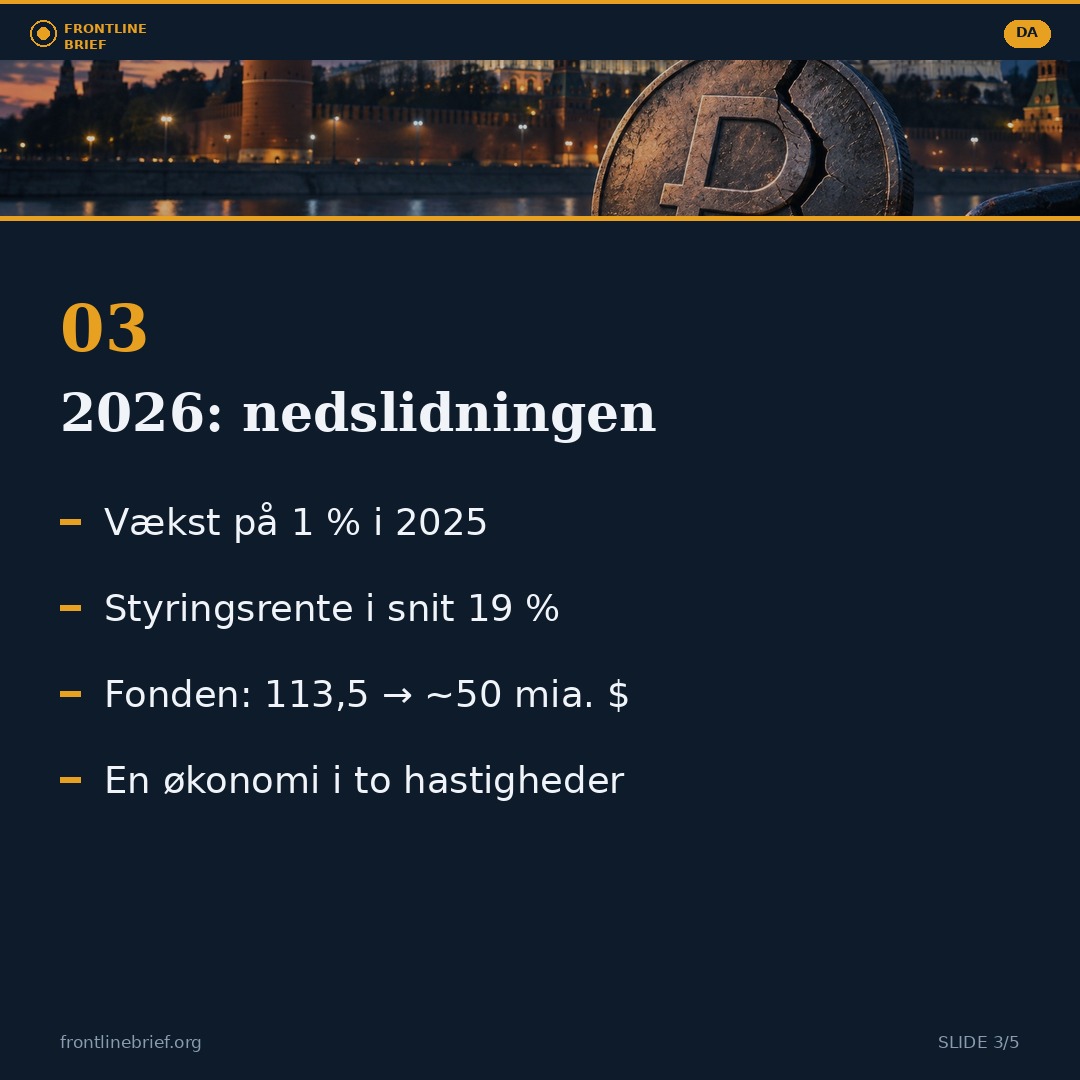 FRONTLINE
BRIEF
DA
03
2026: nedslidningen
– Vækst på 1 % i 2025
– Styringsrente i snit 19 %
– Fonden: 113,5 → ~50 mia. $
– En økonomi i to hastigheder
frontlinebrief.org
SLIDE 3/5